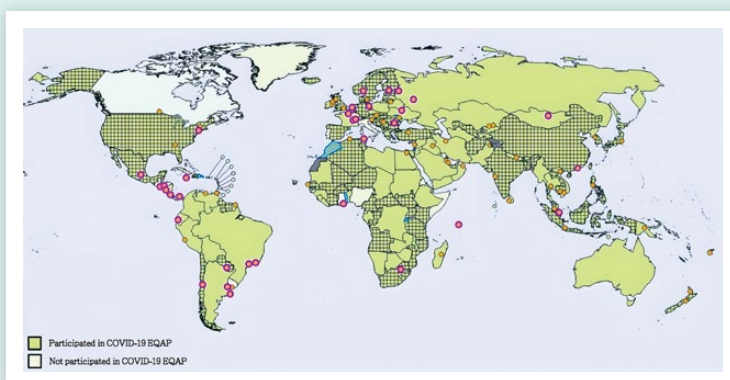 Participated in COVID-19 EQAP
Not participated in COVID-19 EQAP